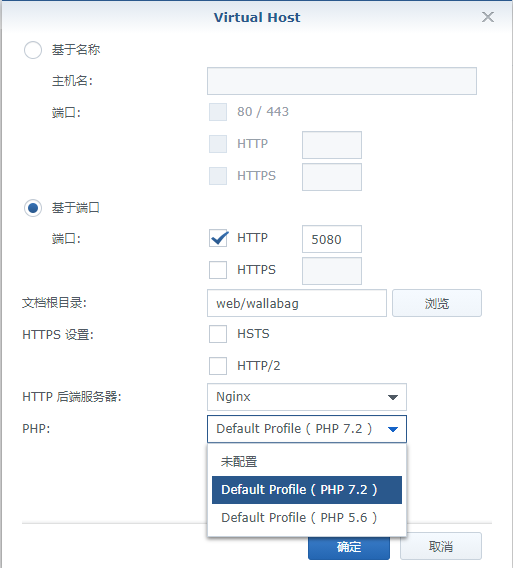 Virtual Host
基于名称
主机名:
端口: 80 / 443
HTTP
HTTPS
基于端口
端口: HTTP 5080
HTTPS
文档根目录: web/wallabag 浏览
HTTPS 设置: HSTS
HTTP/2
HTTP 后端服务器: Nginx
PHP: Default Profile ( PHP 7.2 )
未配置
Default Profile ( PHP 7.2 )
Default Profile ( PHP 5.6 )
确定 取消